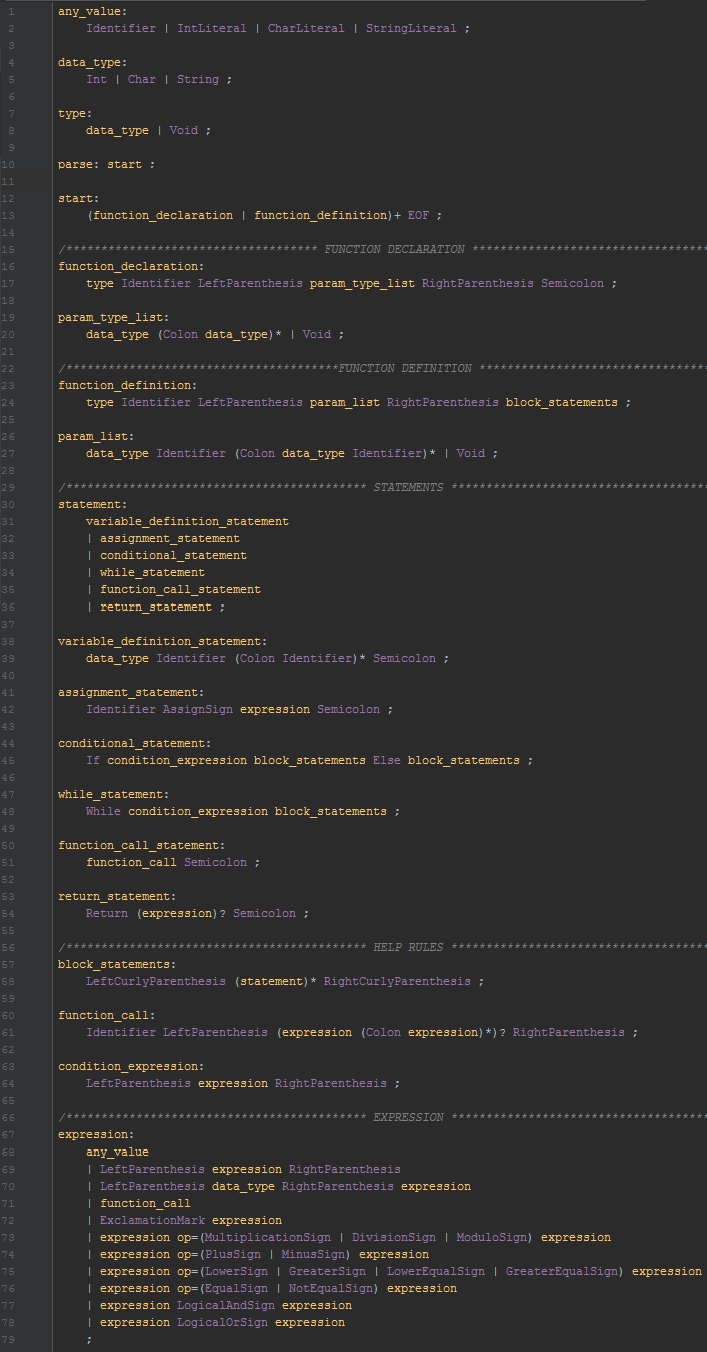 1 any_value:
2 Identifier | IntLiteral | CharLiteral | StringLiteral ;
3
4 data_type:
5 Int | Char | String ;
6
7 type:
8 data_type | Void ;
9
10 parse: start ;
11
12 start:
13 (function_declaration | function_definition)+ EOF ;
14
15 /************************************ FUNCTION DECLARATION **********************************
16 function_declaration:
17 type Identifier LeftParenthesis param_type_list RightParenthesis Semicolon ;
18
19 param_type_list:
20 data_type (Colon data_type)* | Void ;
21
22 /***************************************FUNCTION DEFINITION *********************************
23 function_definition:
24 type Identifier LeftParenthesis param_list RightParenthesis block_statements ;
25
26 param_list:
27 data_type Identifier (Colon data_type Identifier)* | Void ;
28
29 /******************************************* STATEMENTS *************************************
30 statement:
31 variable_definition_statement
32 | assignment_statement
33 | conditional_statement
34 | while_statement
35 | function_call_statement
36 | return_statement ;
37
38 variable_definition_statement:
39 data_type Identifier (Colon Identifier)* Semicolon ;
40
41 assignment_statement:
42 Identifier AssignSign expression Semicolon ;
43
44 conditional_statement:
45 If condition_expression block_statements Else block_statements ;
46
47 while_statement:
48 While condition_expression block_statements ;
49
50 function_call_statement:
51 function_call Semicolon ;
52
53 return_statement:
54 Return (expression)? Semicolon ;
55
56 /******************************************* HELP RULES *************************************
57 block_statements:
58 LeftCurlyParenthesis (statement)* RightCurlyParenthesis ;
59
60 function_call:
61 Identifier LeftParenthesis (expression (Colon expression)*)? RightParenthesis ;
62
63 condition_expression:
64 LeftParenthesis expression RightParenthesis ;
65
66 /******************************************* EXPRESSION *************************************
67 expression:
68 any_value
69 | LeftParenthesis expression RightParenthesis
70 | LeftParenthesis data_type RightParenthesis expression
71 | function_call
72 | ExclamationMark expression
73 | expression op=(MultiplicationSign | DivisionSign | ModuloSign) expression
74 | expression op=(PlusSign | MinusSign) expression
75 | expression op=(LowerSign | GreaterSign | LowerEqualSign | GreaterEqualSign) expression
76 | expression op=(EqualSign | NotEqualSign) expression
77 | expression LogicalAndSign expression
78 | expression LogicalOrSign expression
79 ;